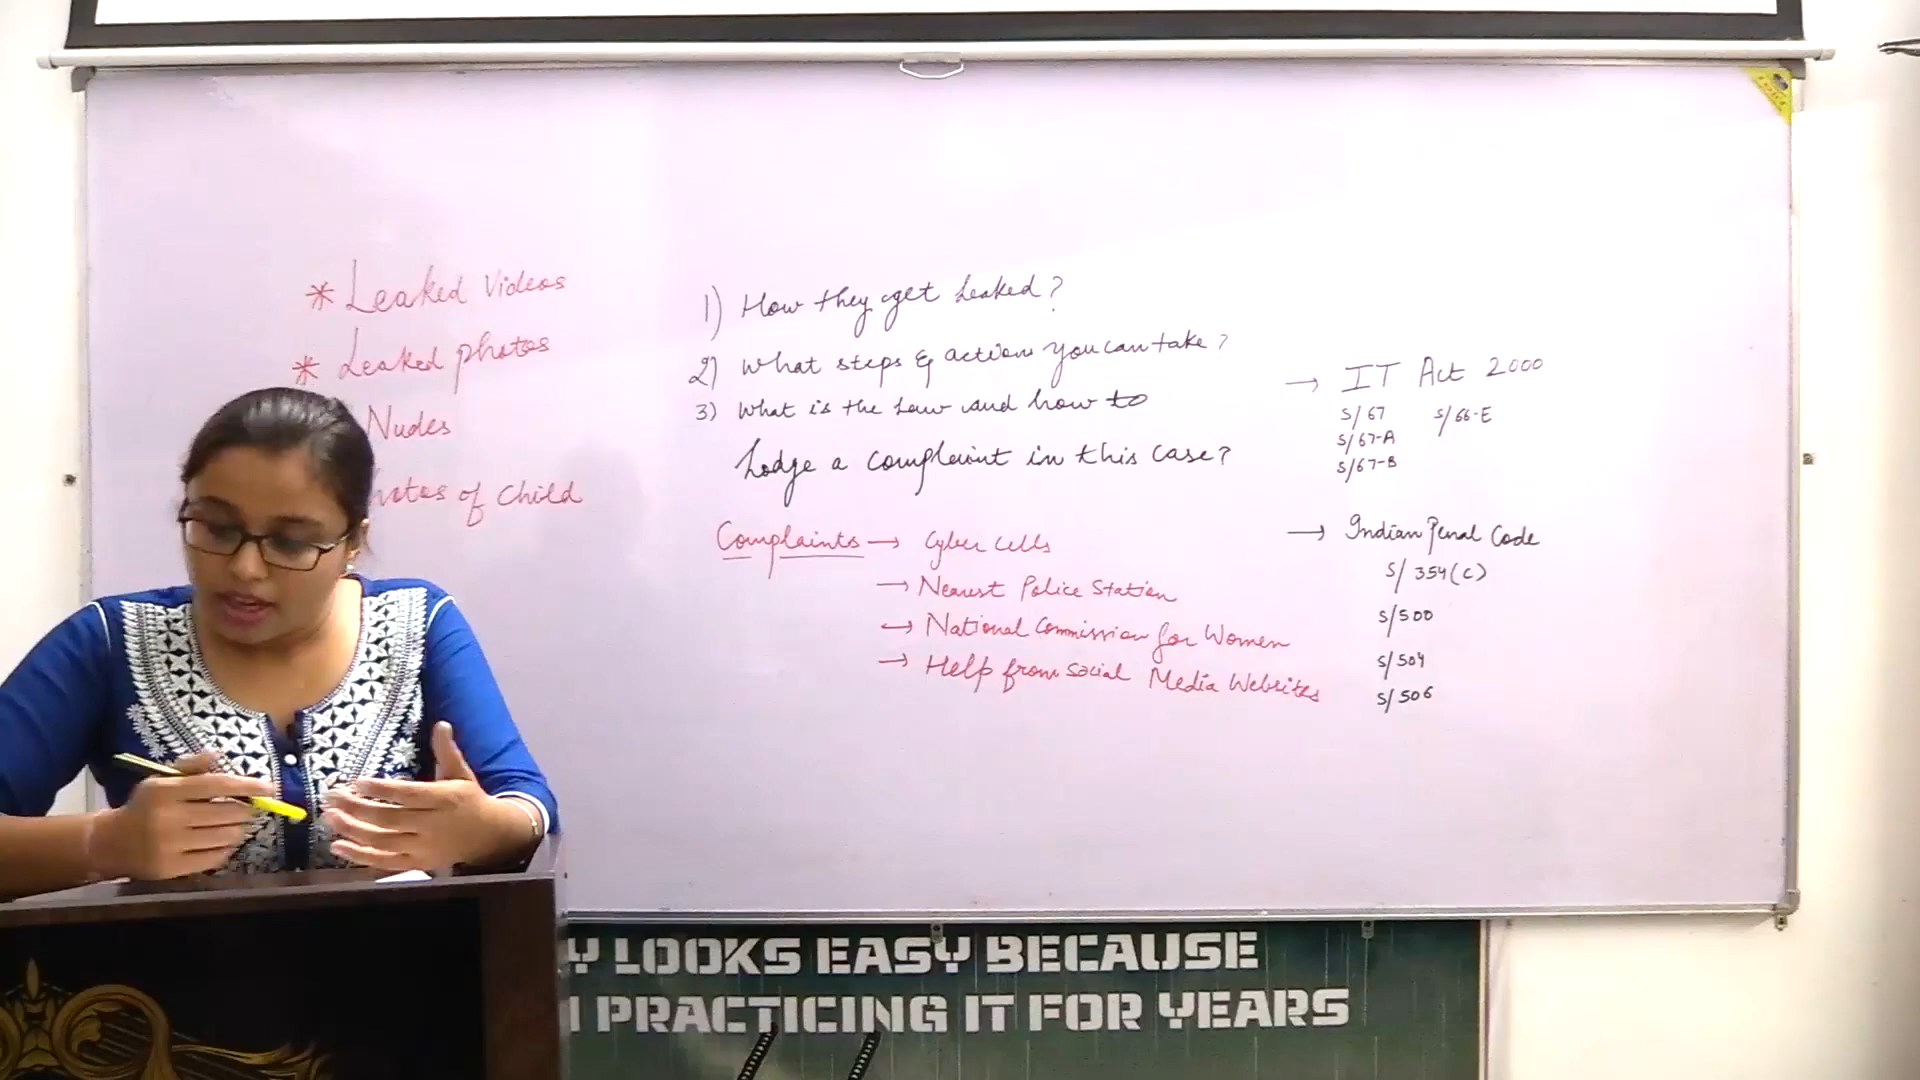 * Leaked Videos
* Leaked photos
Nudes
hotos of child
1) How they get leaked?
2) What steps & actions you can take?
3) What is the law and how to
Lodge a complaint in this case?
Complaints → Cyber cells
→ Nearest Police Station
→ National Commission for Women
→ Help from social Media Websites
→ IT Act 2000
S/67 S/66-E
S/67-A
S/67-B
→ Indian Penal Code
S/354(C)
S/500
S/504
S/506
Y LOOKS EASY BECAUSE
PRACTICING IT FOR YEARS